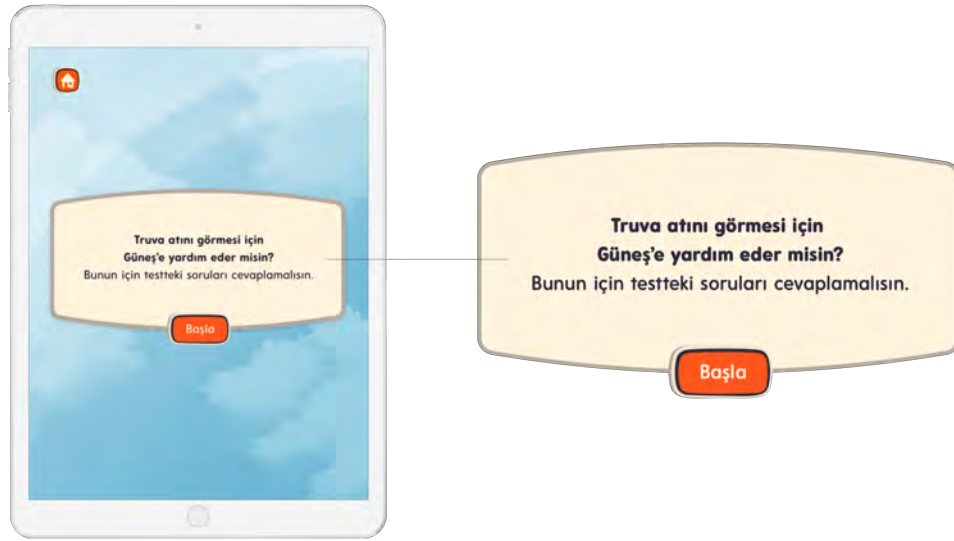 Truva atını görmesi için
Güneş'e yardım eder misin?
Bunun için testteki soruları cevaplamalısın.
Başla
Truva atını görmesi için
Güneş'e yardım eder misin?
Bunun için testteki soruları cevaplamalısın.
Başla